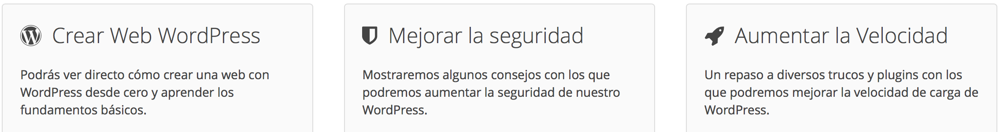 Crear Web WordPress
Podrás ver directo cómo crear una web con
WordPress desde cero y aprender los
fundamentos básicos.
Mejorar la seguridad
Mostraremos algunos consejos con los que
podremos aumentar la seguridad de nuestro
WordPress.
Aumentar la Velocidad
Un repaso a diversos trucos y plugins con los
que podremos mejorar la velocidad de carga de
WordPress.